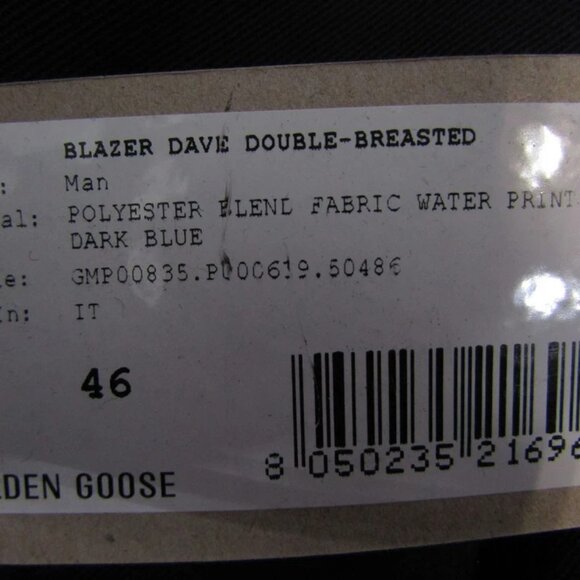 BLAZER DAVE DOUBLE-BREASTED
: Man
al: POLYESTER BLEND FABRIC WATER PRINT
DARK BLUE
e: GMP00835.P000619.50486
In: IT
46
8 050235 21696
DEN GOOSE